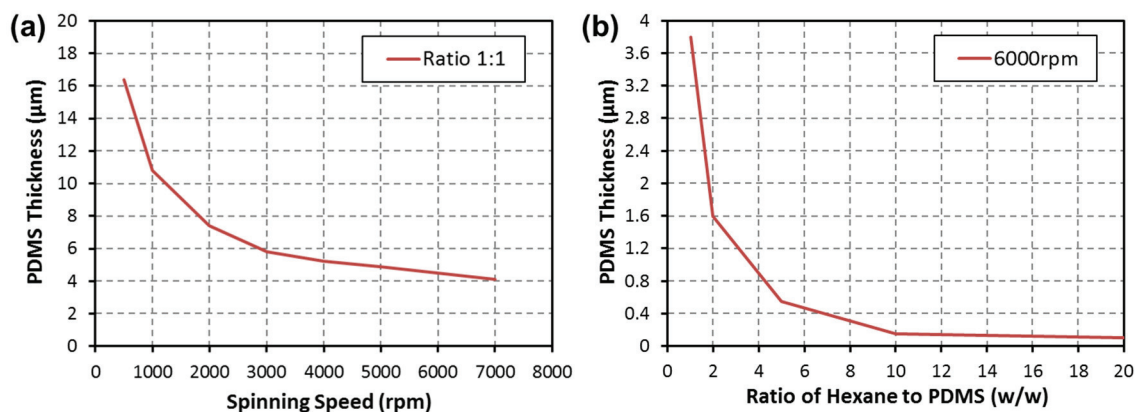 (a)
20
18
16
14
12
10
8
6
4
2
0
PDMS Thickness (µm)
Ratio 1:1
0 1000 2000 3000 4000 5000 6000 7000 8000
Spinning Speed (rpm)
(b)
4
3.6
3.2
2.8
2.4
2
1.6
1.2
0.8
0.4
0
PDMS Thickness (µm)
6000rpm
0 2 4 6 8 10 12 14 16 18 20
Ratio of Hexane to PDMS (w/w)